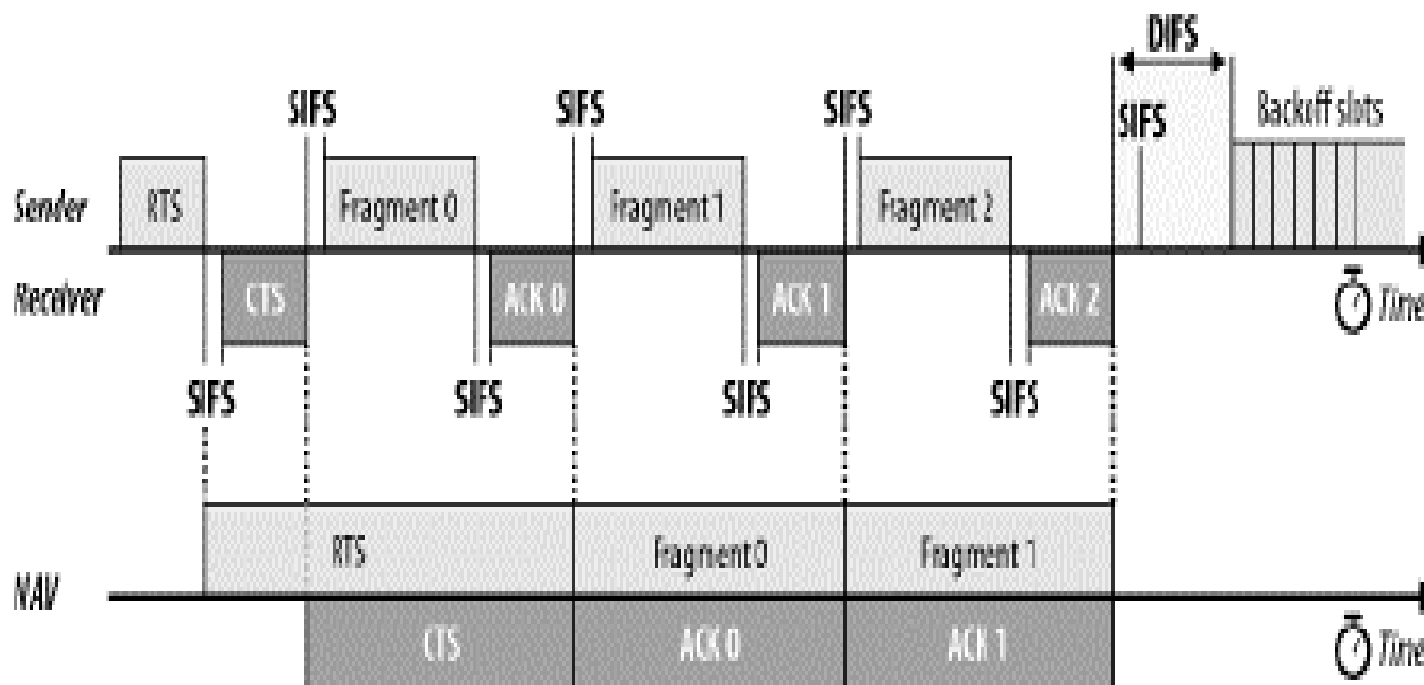 DIFS
SIFS SIFS SIFS SIFS Backoff slots
Sender RTS Fragment 0 Fragment 1 Fragment 2
Receiver CTS ACK 0 ACK 1 ACK 2 Time
SIFS SIFS SIFS SIFS
RTS Fragment 0 Fragment 1
NAV
CTS ACK 0 ACK 1 Time